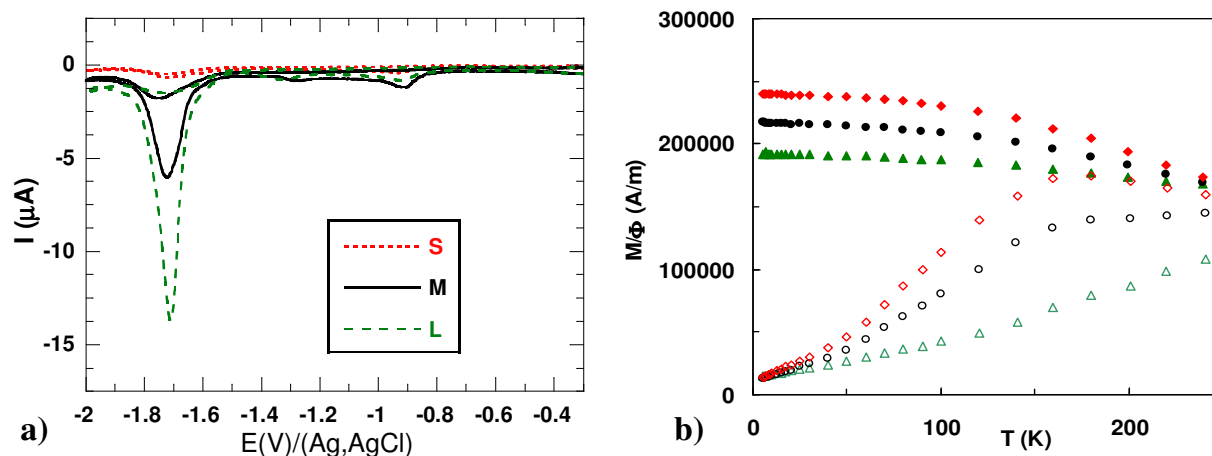 0
-5
-10
-15
I (µA)
S
M
L
-2 -1.8 -1.6 -1.4 -1.2 -1 -0.8 -0.6 -0.4
E(V)/(Ag,AgCl)
a)
300000
200000
100000
0
M/Φ (A/m)
0 100 200
T (K)
b)